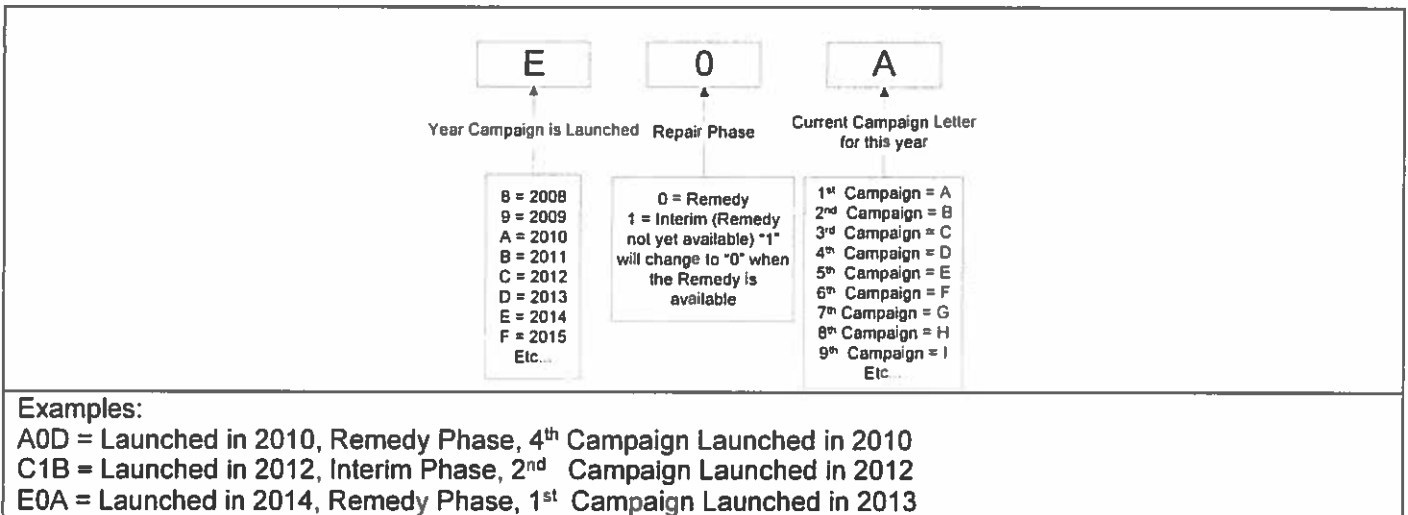 E 0 A
Year Campaign is Launched Repair Phase Current Campaign Letter
for this year
8 = 2008
9 = 2009
A = 2010
B = 2011
C = 2012
D = 2013
E = 2014
F = 2015
Etc...
0 = Remedy
1 = Interim (Remedy
not yet available) "1"
will change to "0" when
the Remedy is
available
1st Campaign = A
2nd Campaign = B
3rd Campaign = C
4th Campaign = D
5th Campaign = E
6th Campaign = F
7th Campaign = G
8th Campaign = H
9th Campaign = I
Etc...
Examples:
A0D = Launched in 2010, Remedy Phase, 4th Campaign Launched in 2010
C1B = Launched in 2012, Interim Phase, 2nd Campaign Launched in 2012
E0A = Launched in 2014, Remedy Phase, 1st Campaign Launched in 2013